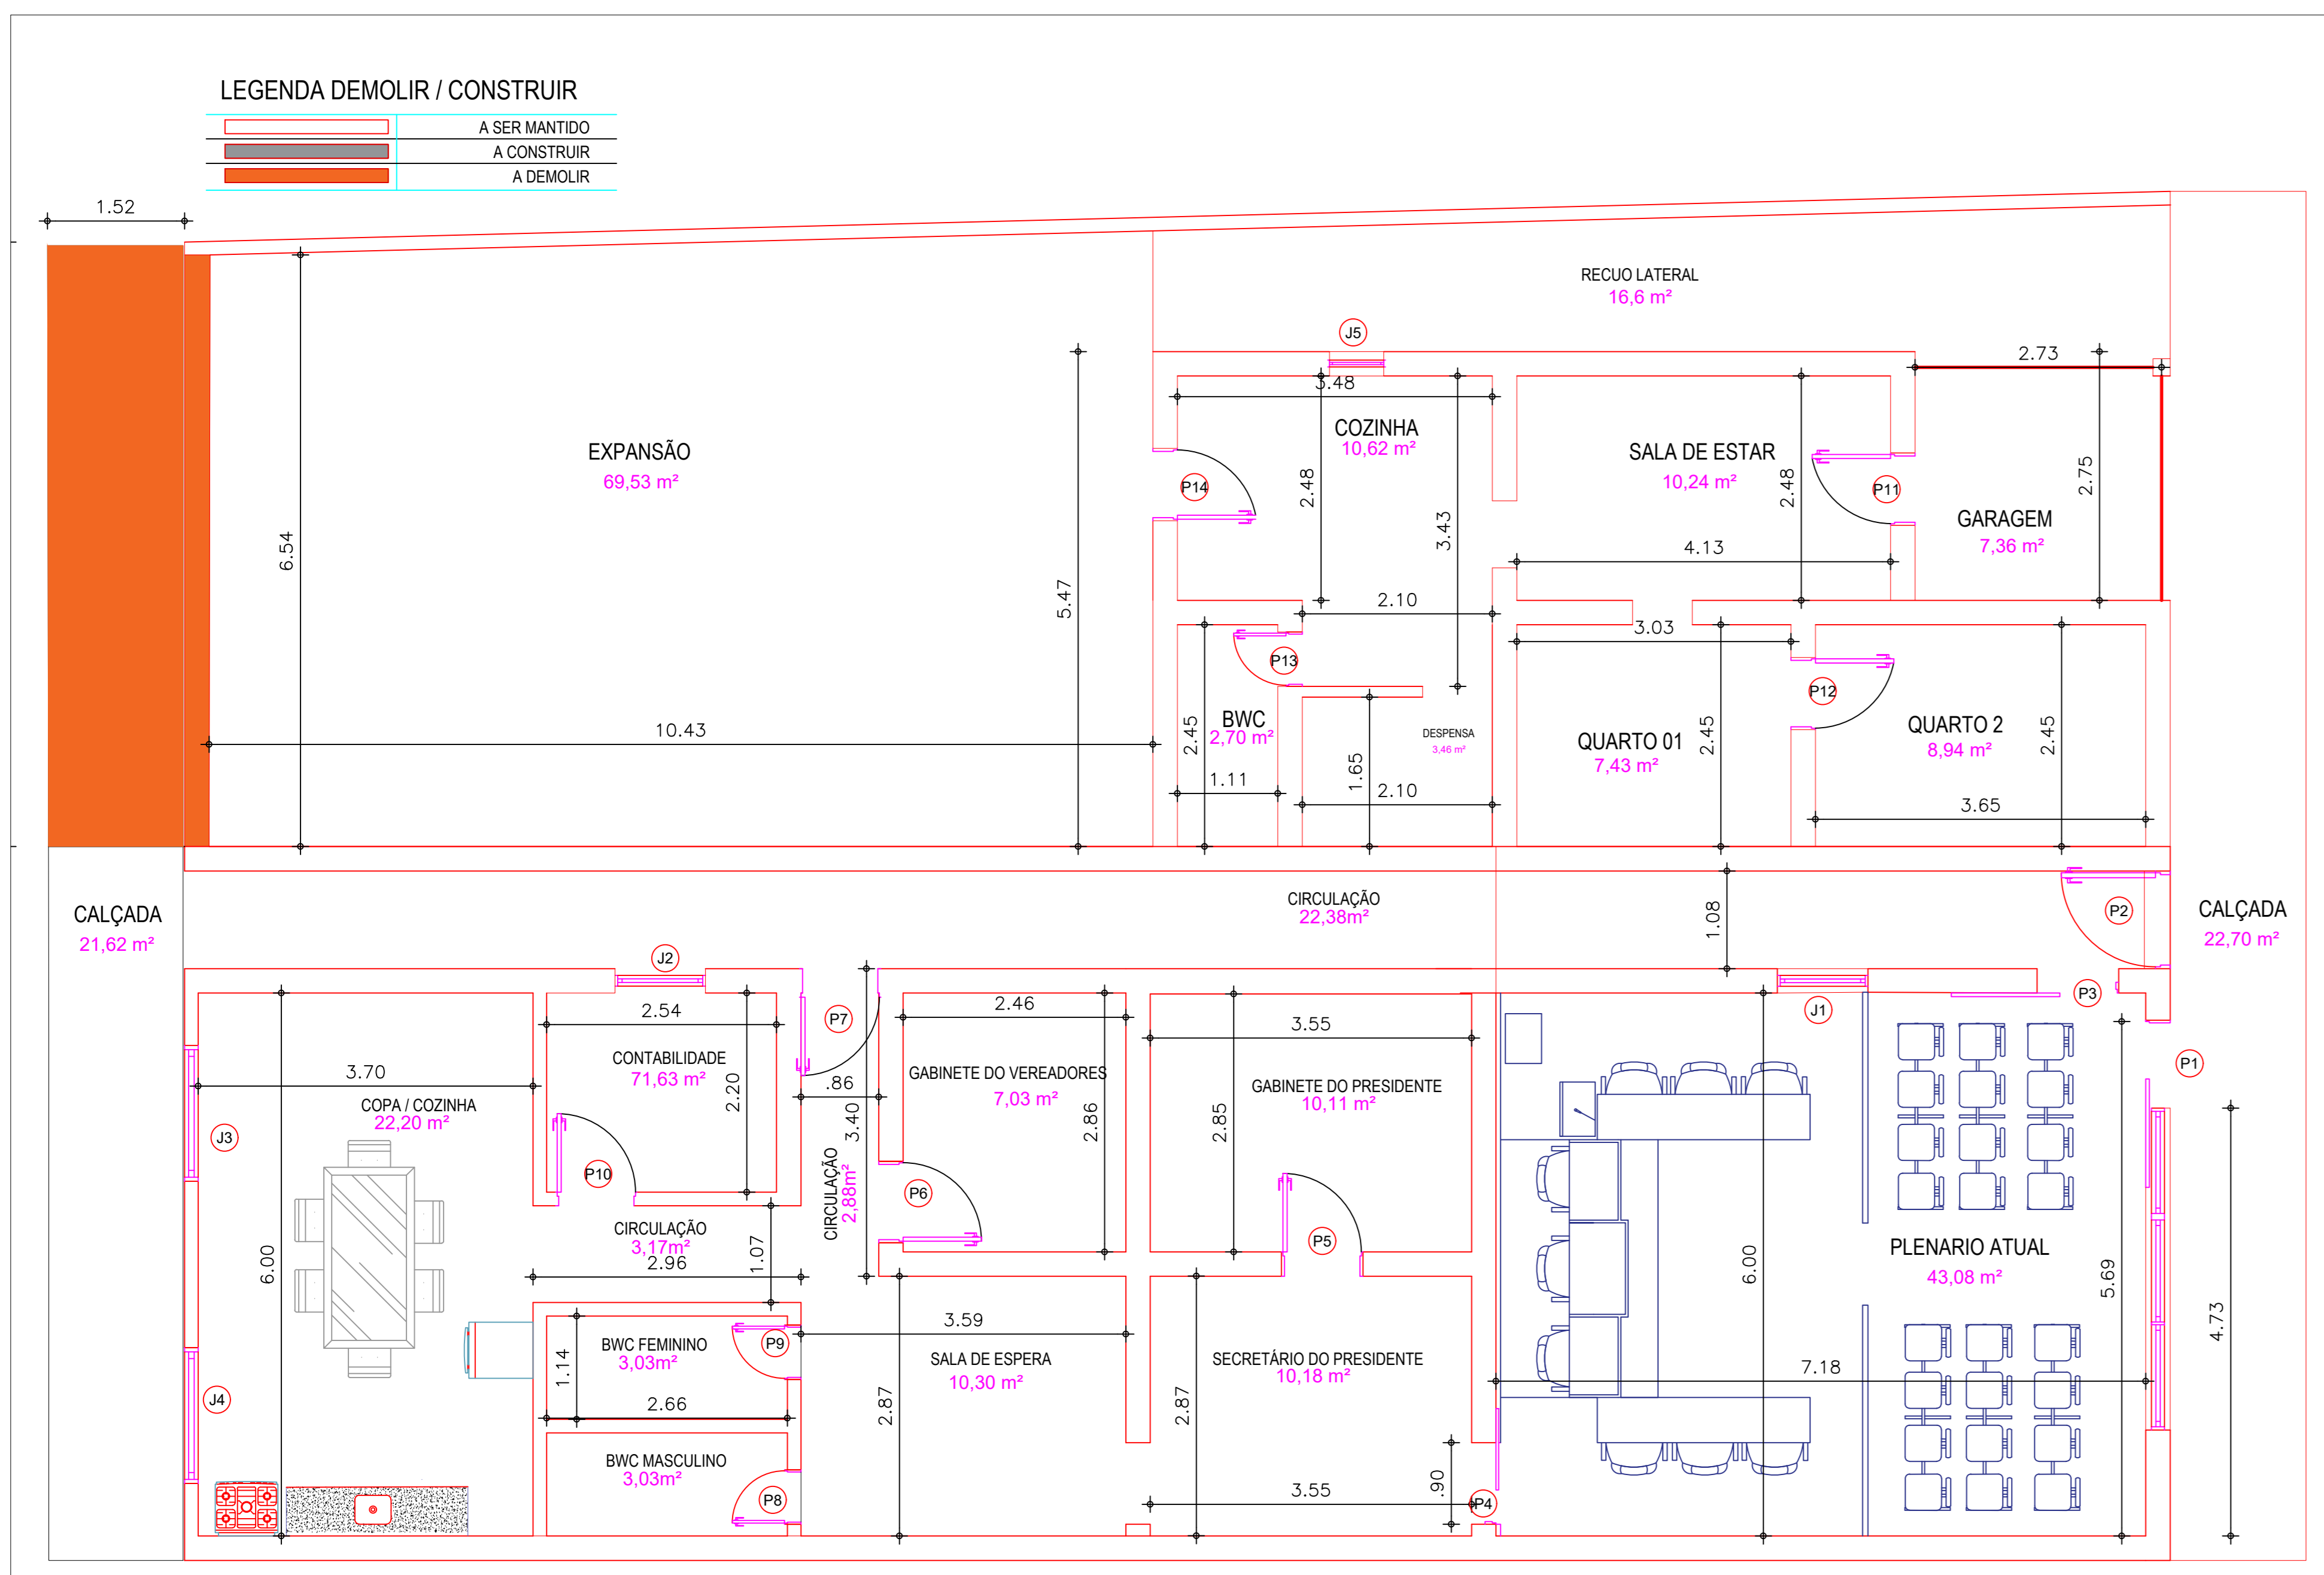 LEGENDA DEMOLIR / CONSTRUIR
A SER MANTIDO
A CONSTRUIR
A DEMOLIR
1.52
RECUO LATERAL
16,6 m²
J5
2.73
3.48
EXPANSÃO
69,53 m²
COZINHA
10,62 m²
SALA DE ESTAR
10,24 m²
P14
2.48
3.43
2.48
P11
2.75
GARAGEM
7,36 m²
6.54
5.47
4.13
2.10
3.03
P13
P12
10.43
2.45
BWC
2,70 m²
1.11
1.65
DESPENSA
3,46 m²
2.10
QUARTO 01
7,43 m²
2.45
QUARTO 2
8,94 m²
2.45
3.65
CALÇADA
21,62 m²
CIRCULAÇÃO
22,38m²
1.08
P2
CALÇADA
22,70 m²
J2
P3
J1
P1
2.54
P7
2.46
3.55
3.70
CONTABILIDADE
71,63 m²
2.20
.86
3.40
GABINETE DO VEREADORES
7,03 m²
2.86
2.85
GABINETE DO PRESIDENTE
10,11 m²
COPA / COZINHA
22,20 m²
J3
P10
CIRCULAÇÃO
2,88m²
P6
P5
6.00
CIRCULAÇÃO
3,17m²
2.96
1.07
6.00
PLENARIO ATUAL
43,08 m²
5.69
4.73
3.59
BWC FEMININO
3,03m²
P9
1.14
2.66
SALA DE ESPERA
10,30 m²
2.87
SECRETÁRIO DO PRESIDENTE
10,18 m²
2.87
7.18
J4
BWC MASCULINO
3,03m²
P8
3.55
.90
P4